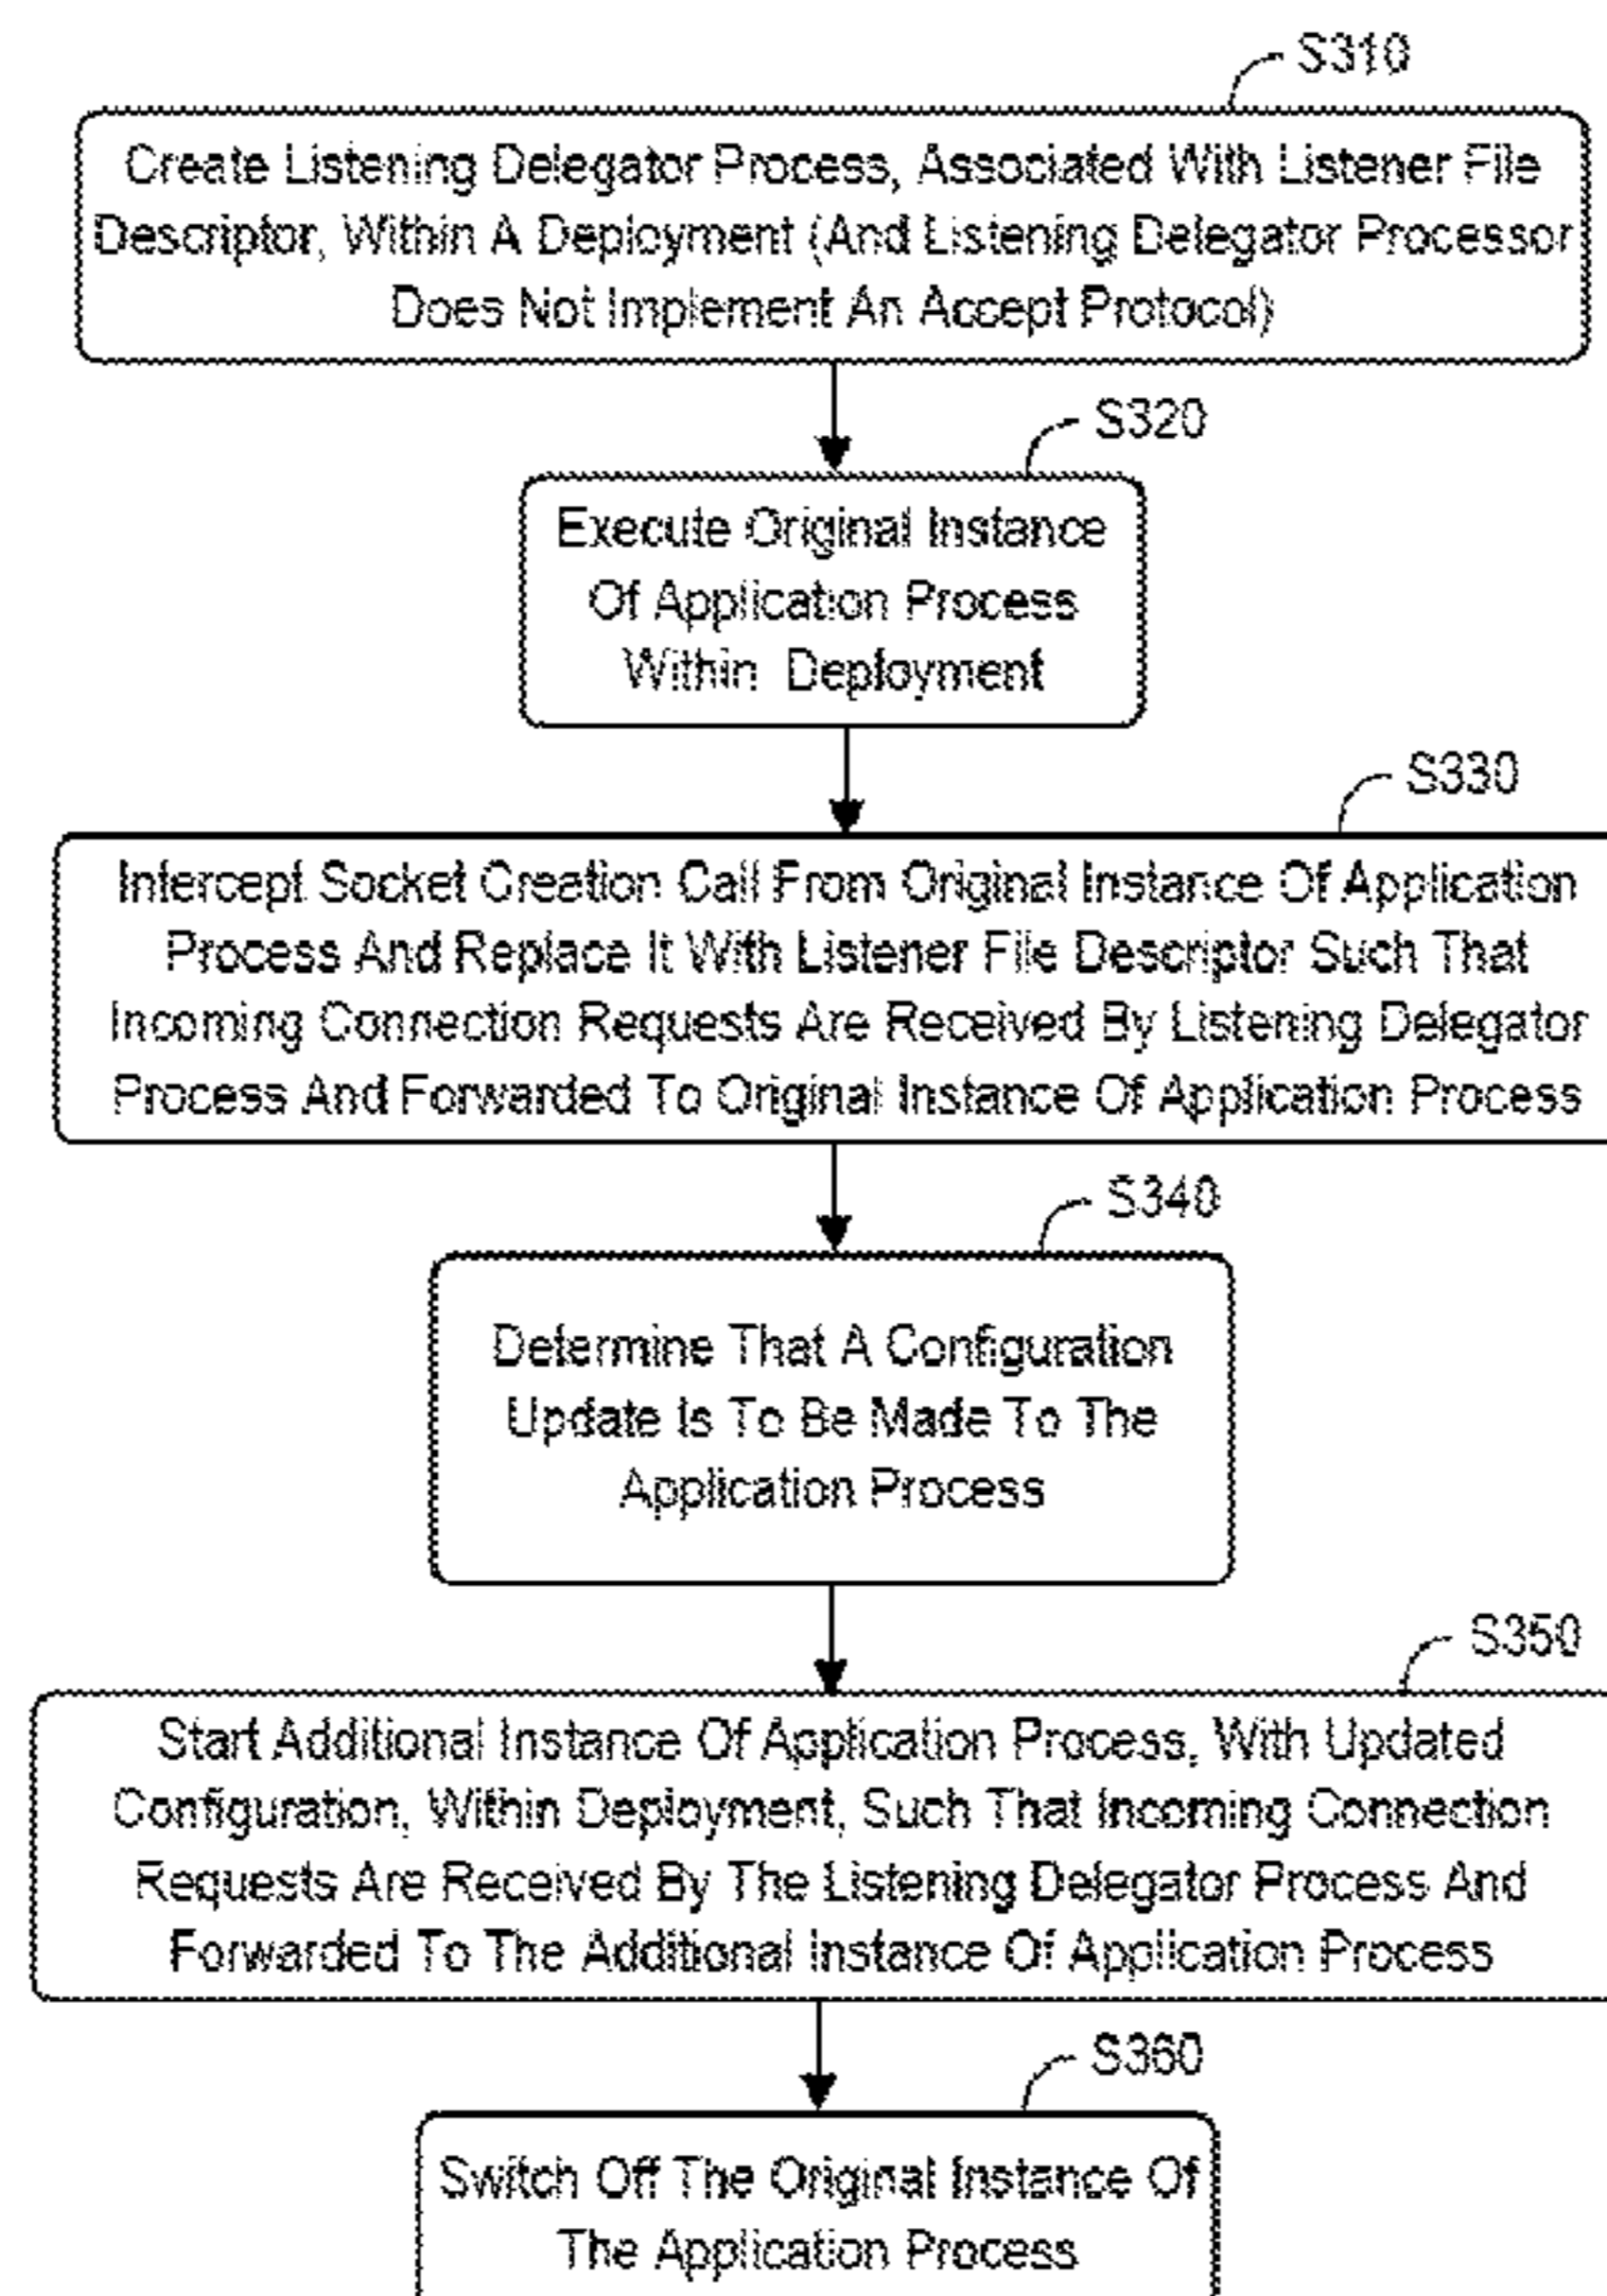 S310
Create Listening Delegator Process, Associated With Listener File
Descriptor, Within A Deployment (And Listening Delegator Processor
Does Not Implement An Accept Protocol)
S320
Execute Original Instance
Of Application Process
Within Deployment
S330
Intercept Socket Creation Call From Original Instance Of Application
Process And Replace It With Listener File Descriptor Such That
Incoming Connection Requests Are Received By Listening Delegator
Process And Forwarded To Original Instance Of Application Process
S340
Determine That A Configuration
Update Is To Be Made To The
Application Process
S350
Start Additional Instance Of Application Process, With Updated
Configuration, Within Deployment, Such That Incoming Connection
Requests Are Received By The Listening Delegator Process And
Forwarded To The Additional Instance Of Application Process
S360
Switch Off The Original Instance Of
The Application Process